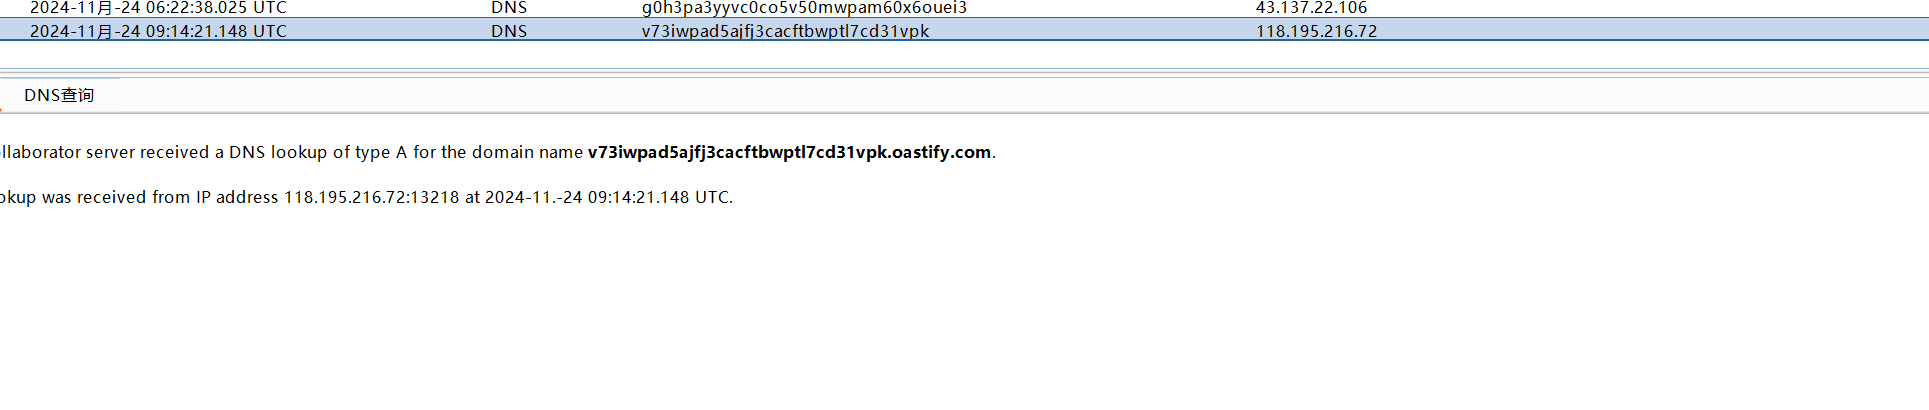 2024-11月-24 06:22:38.025 UTC DNS g0h3pa3yyvc0co5v50mwpam60x6ouei3 43.137.22.106
2024-11月-24 09:14:21.148 UTC DNS v73iwpad5ajfj3cacftbwptl7cd31vpk 118.195.216.72
DNS查询
llaborator server received a DNS lookup of type A for the domain name v73iwpad5ajfj3cacftbwptl7cd31vpk.oastify.com.
okup was received from IP address 118.195.216.72:13218 at 2024-11.-24 09:14:21.148 UTC.